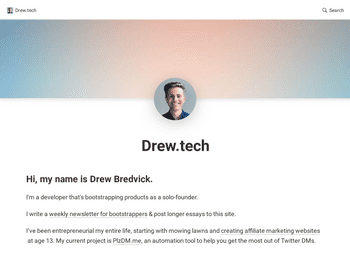 Drew.tech
Search
Drew.tech
Hi, my name is Drew Bredvick.
I'm a developer that's bootstrapping products as a solo-founder.
I write a weekly newsletter for bootstrappers & post longer essays to this site.
I've been entrepreneurial my entire life, starting with mowing lawns and creating affiliate marketing websites
at age 13. My current project is PlzDM.me, an automation tool to help you get the most out of Twitter DMs.